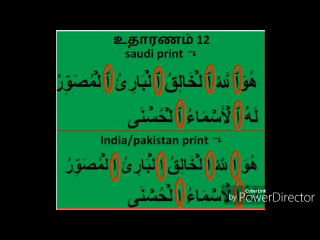 உதாரணம் 12
saudi print
هُوَ ٱللَّهُ ٱلْخَالِقُ ٱلْبَارِئُ ٱلْمُصَوِّرُ
لَهُ ٱلْأَسْمَاءُ ٱلْحُسْنَى
India/pakistan print
هُوَ اللّٰهُ الْخَالِقُ الْبَارِئُ الْمُصَوِّرُ
الْأَسْمَاءُ الْحُسْنَى
CyberLink
by PowerDirector